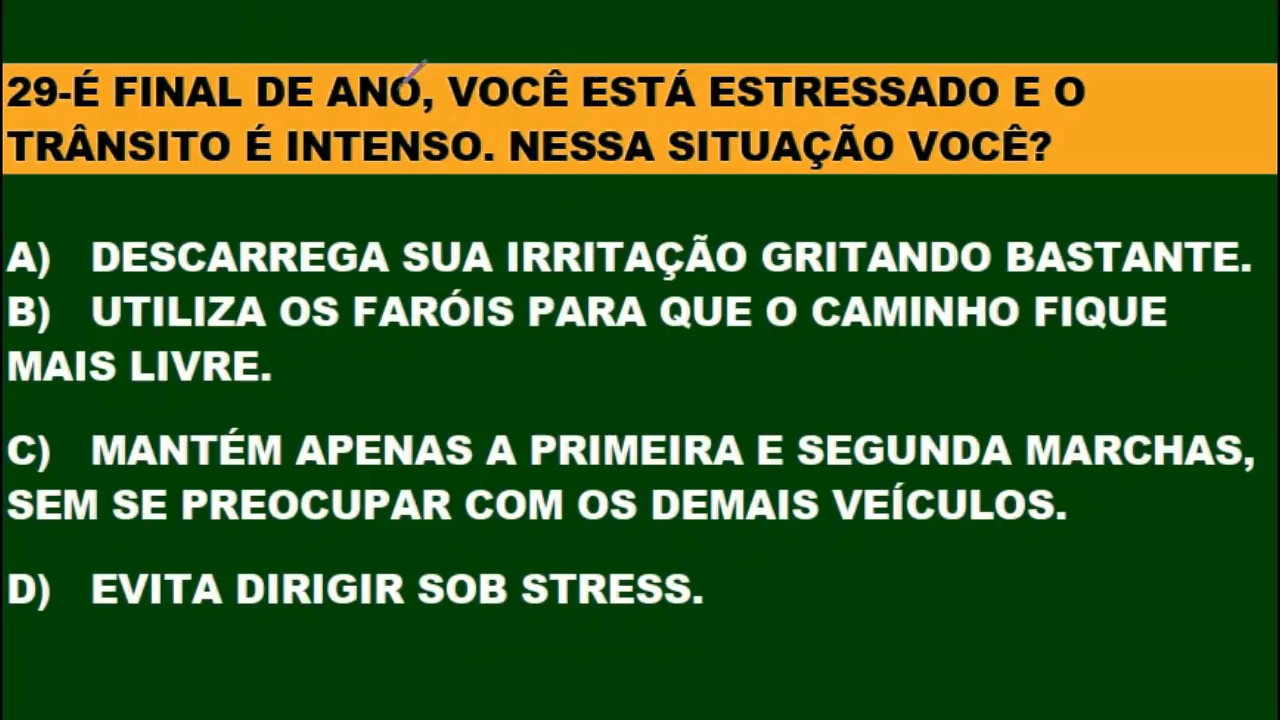 29-É FINAL DE ANO, VOCÊ ESTÁ ESTRESSADO E O
TRÂNSITO É INTENSO. NESSA SITUAÇÃO VOCÊ?
A) DESCARREGA SUA IRRITAÇÃO GRITANDO BASTANTE.
B) UTILIZA OS FARÓIS PARA QUE O CAMINHO FIQUE
MAIS LIVRE.
C) MANTÉM APENAS A PRIMEIRA E SEGUNDA MARCHAS,
SEM SE PREOCUPAR COM OS DEMAIS VEÍCULOS.
D) EVITA DIRIGIR SOB STRESS.